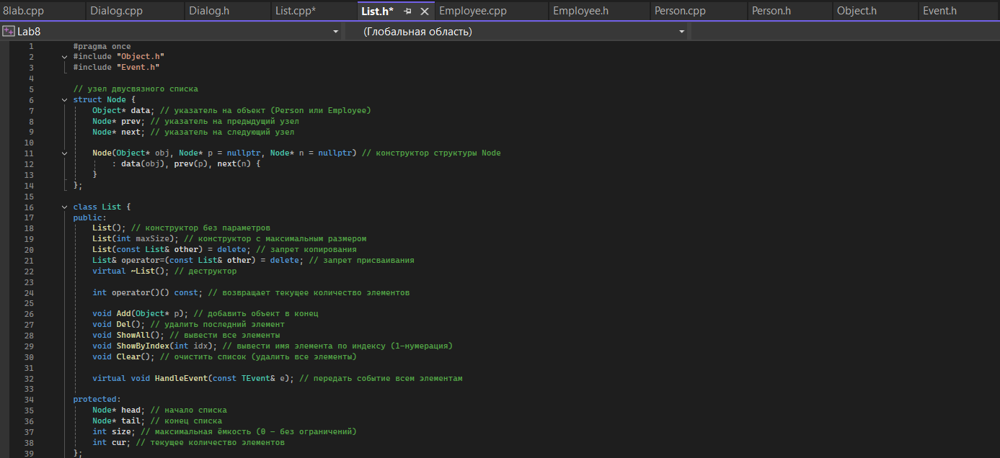 8lab.cpp Dialog.cpp Dialog.h List.cpp* List.h* Employee.cpp Employee.h Person.cpp Person.h Object.h Event.h
Lab8 (Глобальная область)
1 #pragma once
2 #include "Object.h"
3 #include "Event.h"
4
5 // узел двусвязного списка
6 struct Node {
7 Object* data; // указатель на объект (Person или Employee)
8 Node* prev; // указатель на предыдущий узел
9 Node* next; // указатель на следующий узел
10
11 Node(Object* obj, Node* p = nullptr, Node* n = nullptr) // конструктор структуры Node
12 : data(obj), prev(p), next(n) {
13 }
14 };
15
16 class List {
17 public:
18 List(); // конструктор без параметров
19 List(int maxSize); // конструктор с максимальным размером
20 List(const List& other) = delete; // запрет копирования
21 List& operator=(const List& other) = delete; // запрет присваивания
22 virtual ~List(); // деструктор
23
24 int operator()() const; // возвращает текущее количество элементов
25
26 void Add(Object* p); // добавить объект в конец
27 void Del(); // удалить последний элемент
28 void ShowAll(); // вывести все элементы
29 void ShowByIndex(int idx); // вывести имя элемента по индексу (1-нумерация)
30 void Clear(); // очистить список (удалить все элементы)
31
32 virtual void HandleEvent(const TEvent& e); // передать событие всем элементам
33
34 protected:
35 Node* head; // начало списка
36 Node* tail; // конец списка
37 int size; // максимальная ёмкость (0 - без ограничений)
38 int cur; // текущее количество элементов
39 };